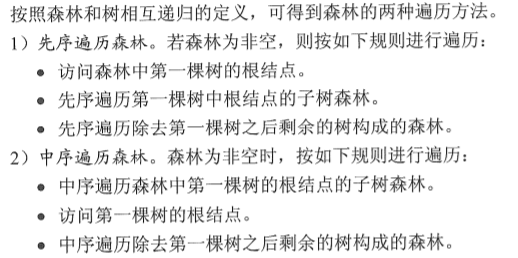 按照森林和树相互递归的定义，可得到森林的两种遍历方法。
1）先序遍历森林。若森林为非空，则按如下规则进行遍历：
● 访问森林中第一棵树的根结点。
● 先序遍历第一棵树中根结点的子树森林。
● 先序遍历除去第一棵树之后剩余的树构成的森林。
2）中序遍历森林。森林为非空时，按如下规则进行遍历：
● 中序遍历森林中第一棵树的根结点的子树森林。
● 访问第一棵树的根结点。
● 中序遍历除去第一棵树之后剩余的树构成的森林。